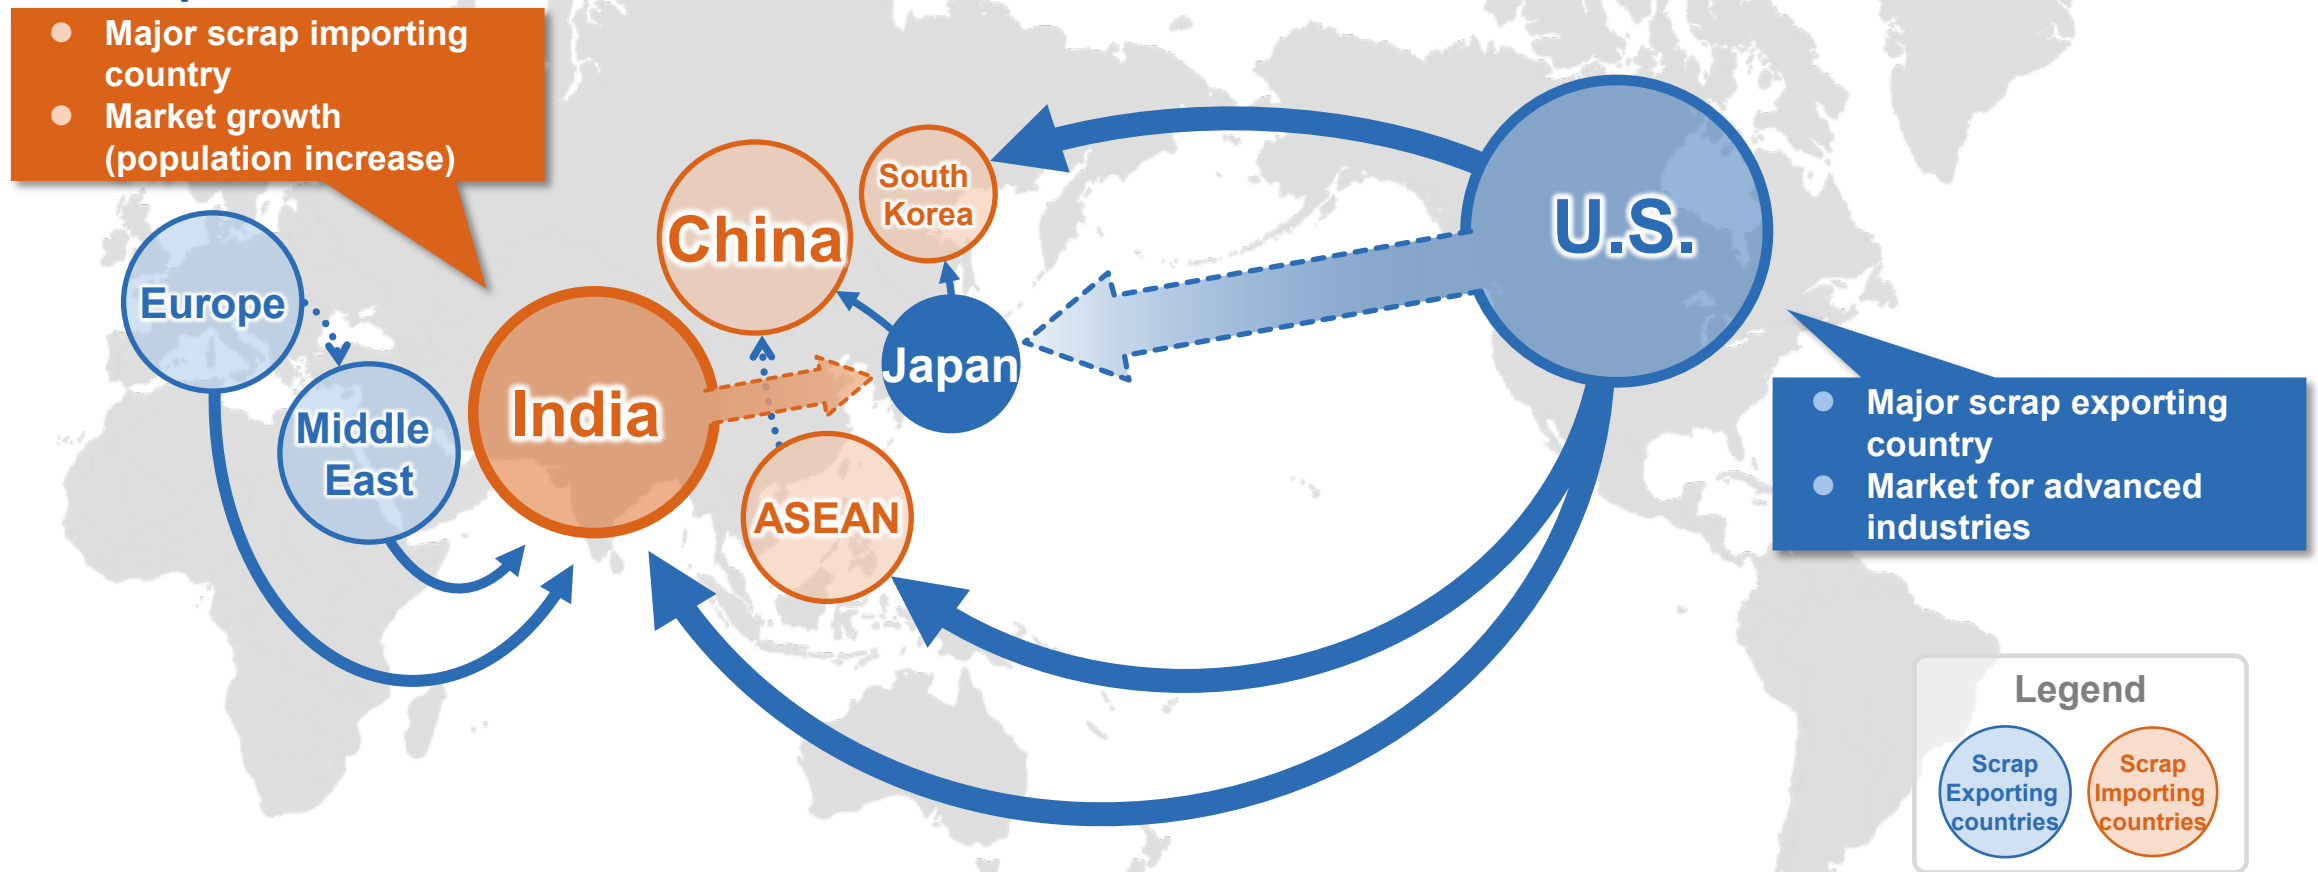 ● Major scrap importing
country
● Market growth
(population increase)
South
Korea
China
U.S.
Europe
Japan
India
Middle
East
ASEAN
● Major scrap exporting
country
● Market for advanced
industries
Legend
Scrap
Exporting
countries
Scrap
Importing
countries